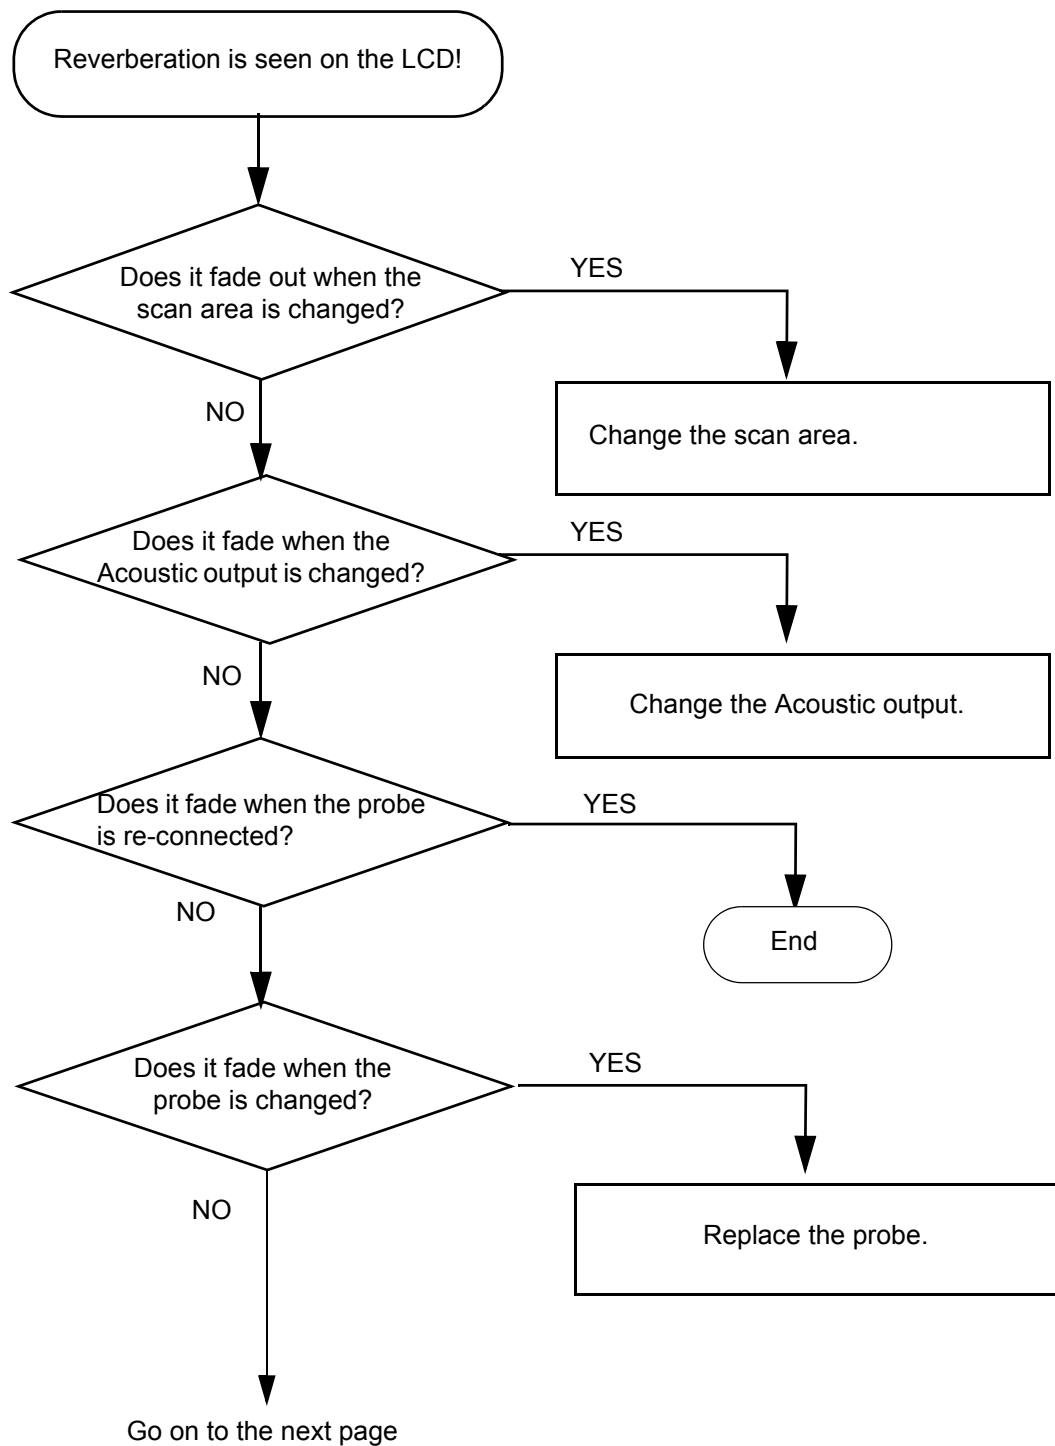 Reverberation is seen on the LCD!
Does it fade out when the
scan area is changed?
YES
Change the scan area.
NO
Does it fade when the
Acoustic output is changed?
YES
Change the Acoustic output.
NO
Does it fade when the probe
is re-connected?
YES
End
NO
Does it fade when the
probe is changed?
YES
Replace the probe.
NO
Go on to the next page